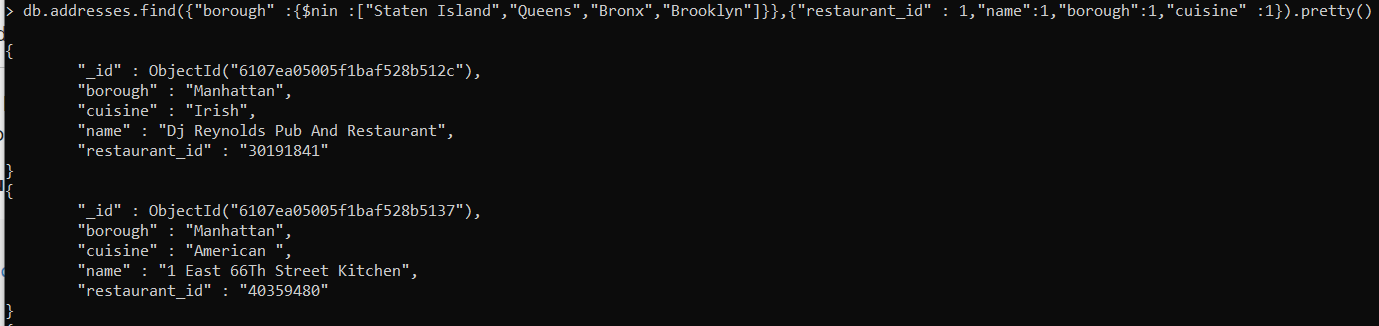 > db.addresses.find({"borough" :{$nin :["Staten Island","Queens","Bronx","Brooklyn"]}},{"restaurant_id" : 1,"name":1,"borough":1,"cuisine" :1}).pretty()
{
"_id" : ObjectId("6107ea05005f1baf528b512c"),
"borough" : "Manhattan",
"cuisine" : "Irish",
"name" : "Dj Reynolds Pub And Restaurant",
"restaurant_id" : "30191841"
}
{
"_id" : ObjectId("6107ea05005f1baf528b5137"),
"borough" : "Manhattan",
"cuisine" : "American ",
"name" : "1 East 66Th Street Kitchen",
"restaurant_id" : "40359480"
}